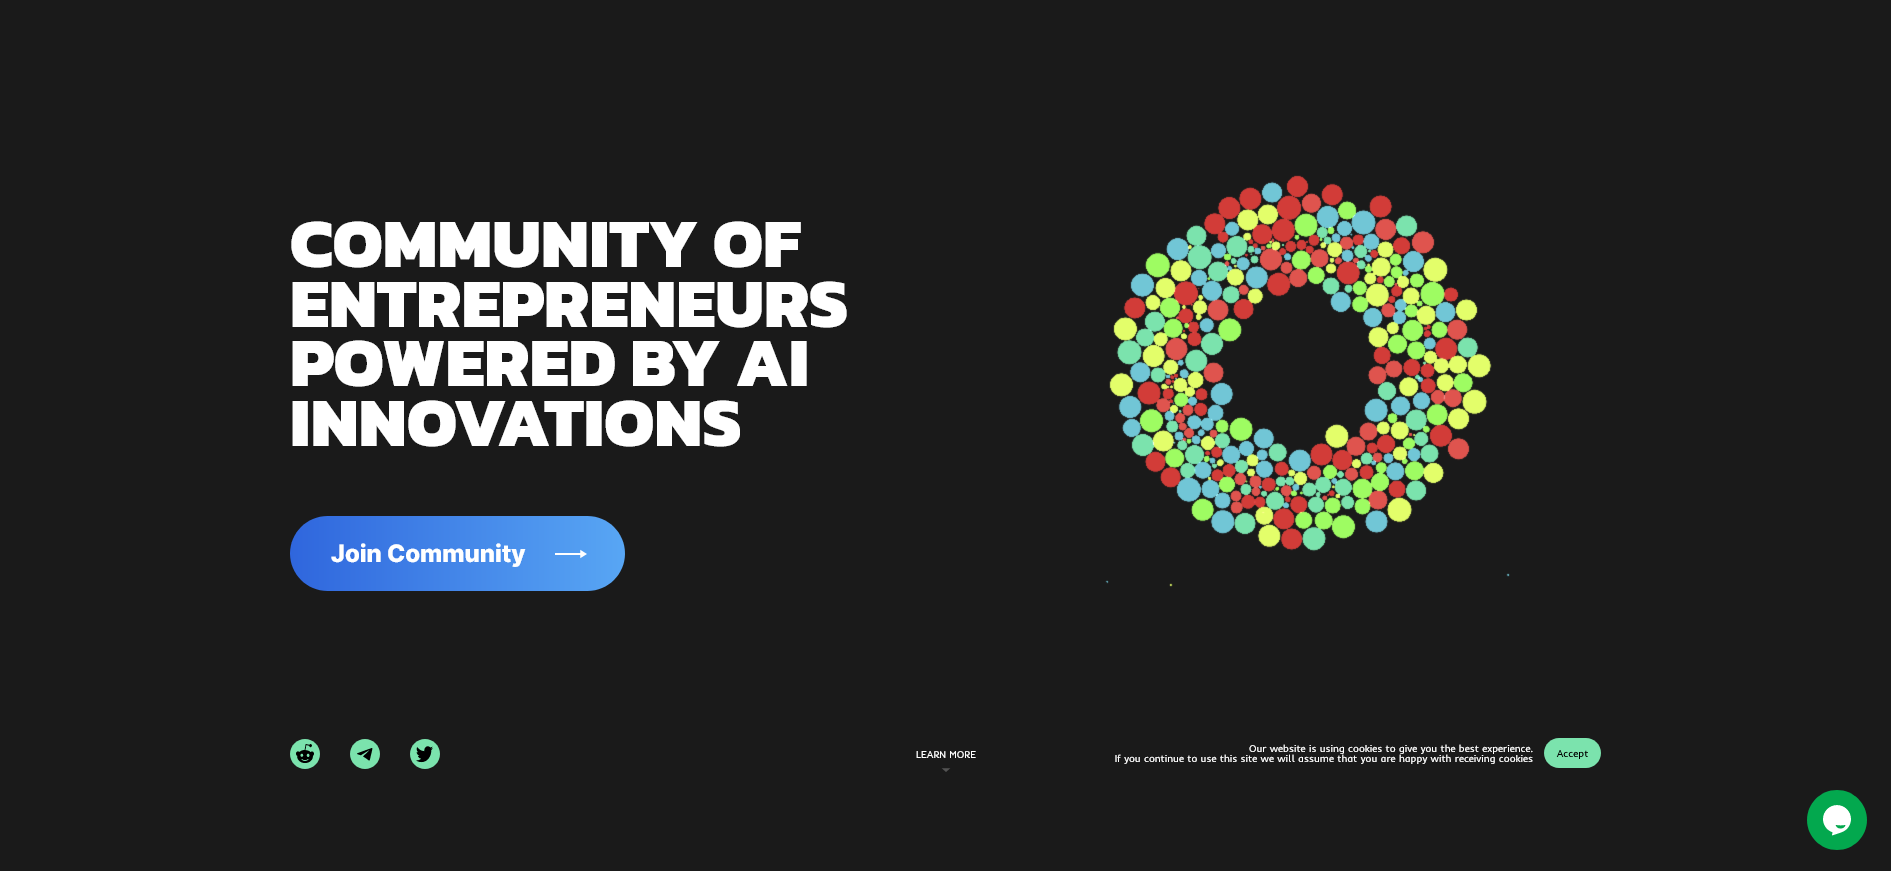 COMMUNITY OF
ENTREPRENEURS
POWERED BY AI
INNOVATIONS
Join Community
LEARN MORE
Our website is using cookies to give you the best experience.
If you continue to use this site we will assume that you are happy with receiving cookies
Accept